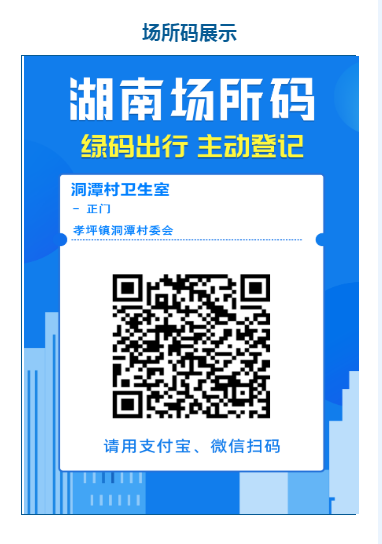 场所码展示
湖南场所码
绿码出行 主动登记
洞潭村卫生室
- 正门
孝坪镇洞潭村委会
请用支付宝、微信扫码